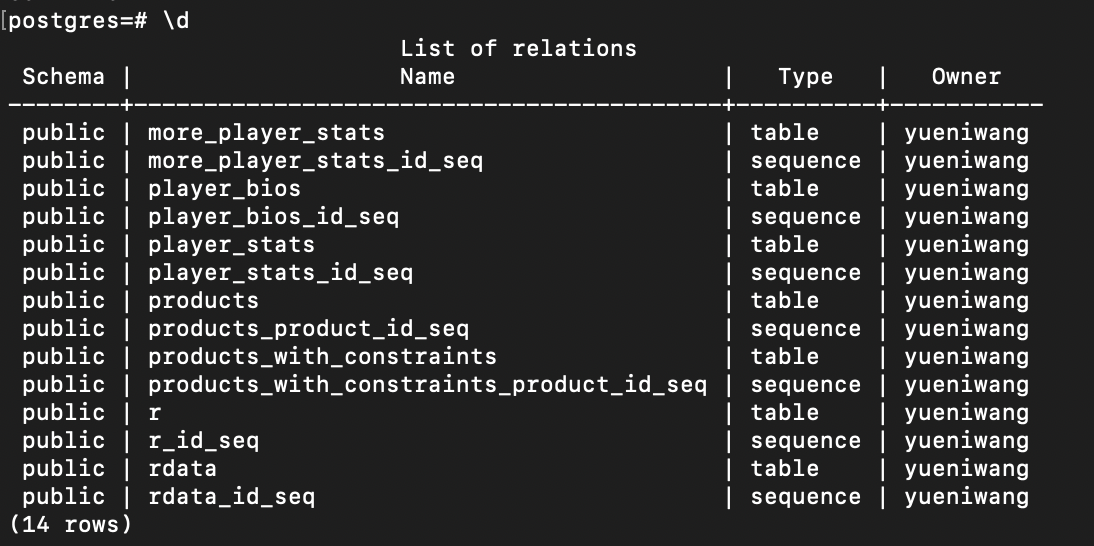 [postgres=# \d
                            List of relations
 Schema |                   Name                   |   Type   |   Owner
--------+------------------------------------------+----------+-----------
 public | more_player_stats                        | table    | yueniwang
 public | more_player_stats_id_seq                 | sequence | yueniwang
 public | player_bios                              | table    | yueniwang
 public | player_bios_id_seq                       | sequence | yueniwang
 public | player_stats                             | table    | yueniwang
 public | player_stats_id_seq                      | sequence | yueniwang
 public | products                                 | table    | yueniwang
 public | products_product_id_seq                  | sequence | yueniwang
 public | products_with_constraints                | table    | yueniwang
 public | products_with_constraints_product_id_seq | sequence | yueniwang
 public | r                                        | table    | yueniwang
 public | r_id_seq                                 | sequence | yueniwang
 public | rdata                                    | table    | yueniwang
 public | rdata_id_seq                             | sequence | yueniwang
(14 rows)